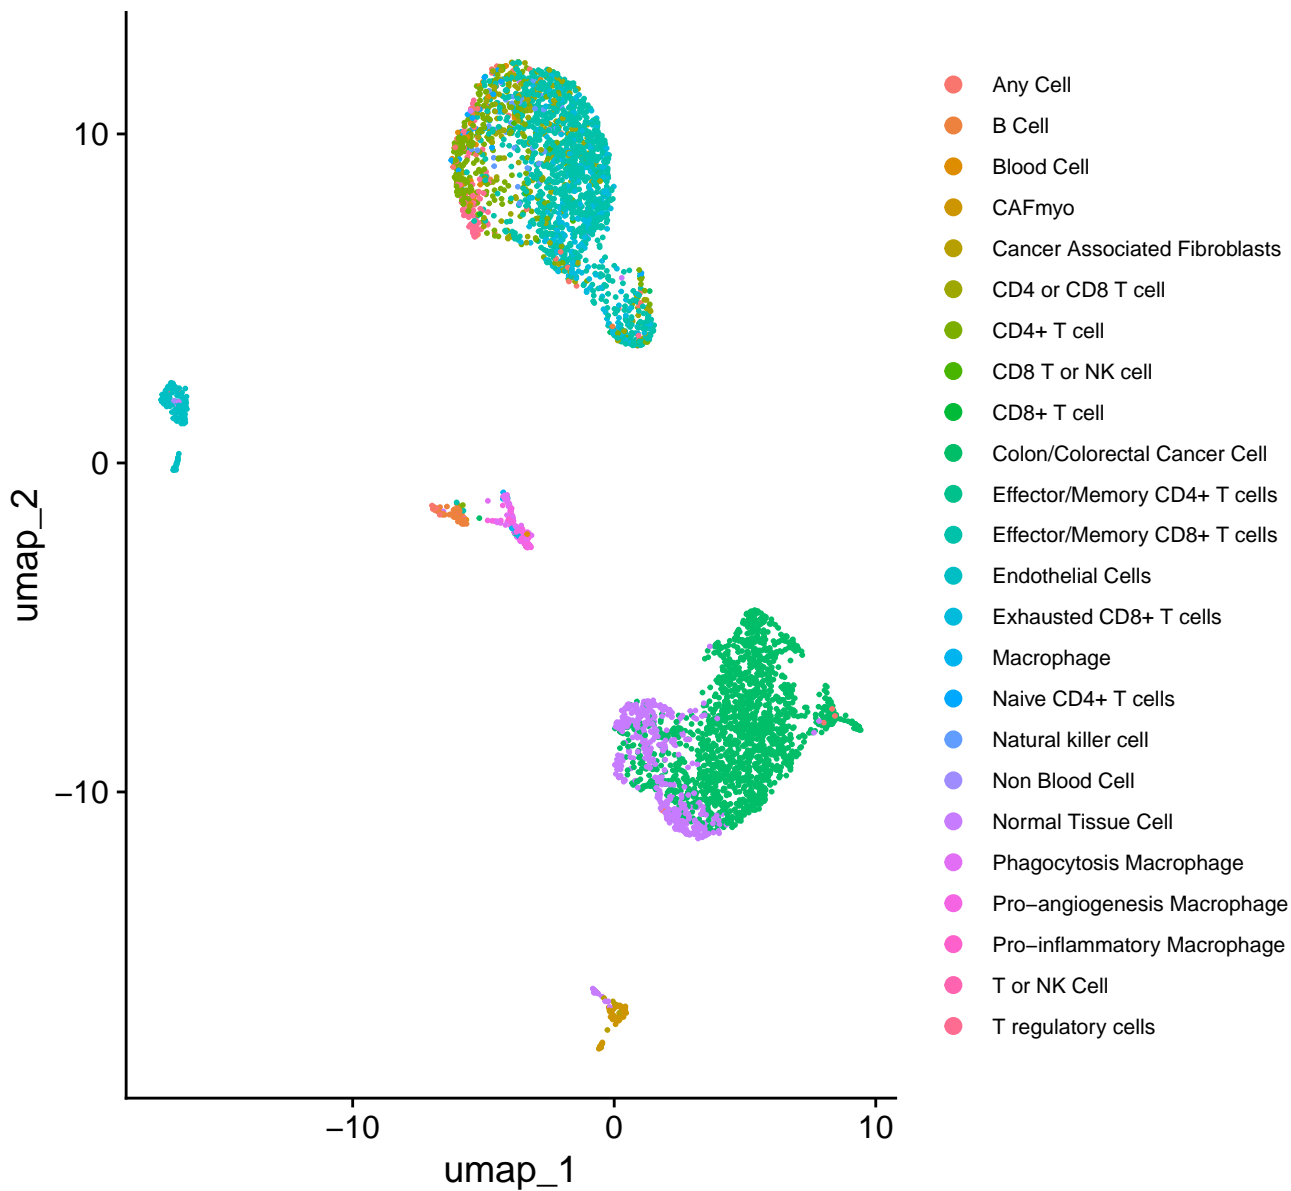 10
0
−10
umap_2
−10
0
10
umap_1
Any Cell
B Cell
Blood Cell
CAFmyo
Cancer Associated Fibroblasts
CD4 or CD8 T cell
CD4+ T cell
CD8 T or NK cell
CD8+ T cell
Colon/Colorectal Cancer Cell
Effector/Memory CD4+ T cells
Effector/Memory CD8+ T cells
Endothelial Cells
Exhausted CD8+ T cells
Macrophage
Naive CD4+ T cells
Natural killer cell
Non Blood Cell
Normal Tissue Cell
Phagocytosis Macrophage
Pro−angiogenesis Macrophage
Pro−inflammatory Macrophage
T or NK Cell
T regulatory cells